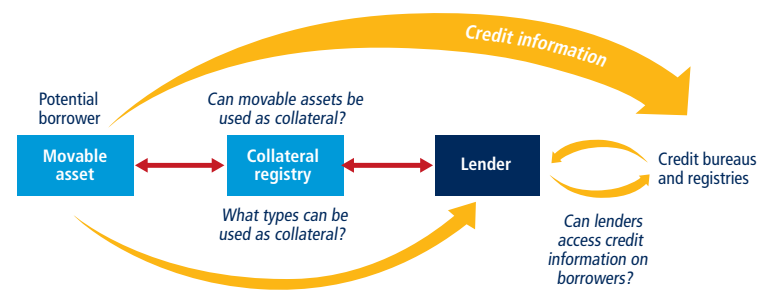 Credit information
Potential
borrower
Can movable assets be
used as collateral?
Movable
asset
Collateral
registry
Lender
Credit bureaus
and registries
What types can be
used as collateral?
Can lenders
access credit
information on
borrowers?